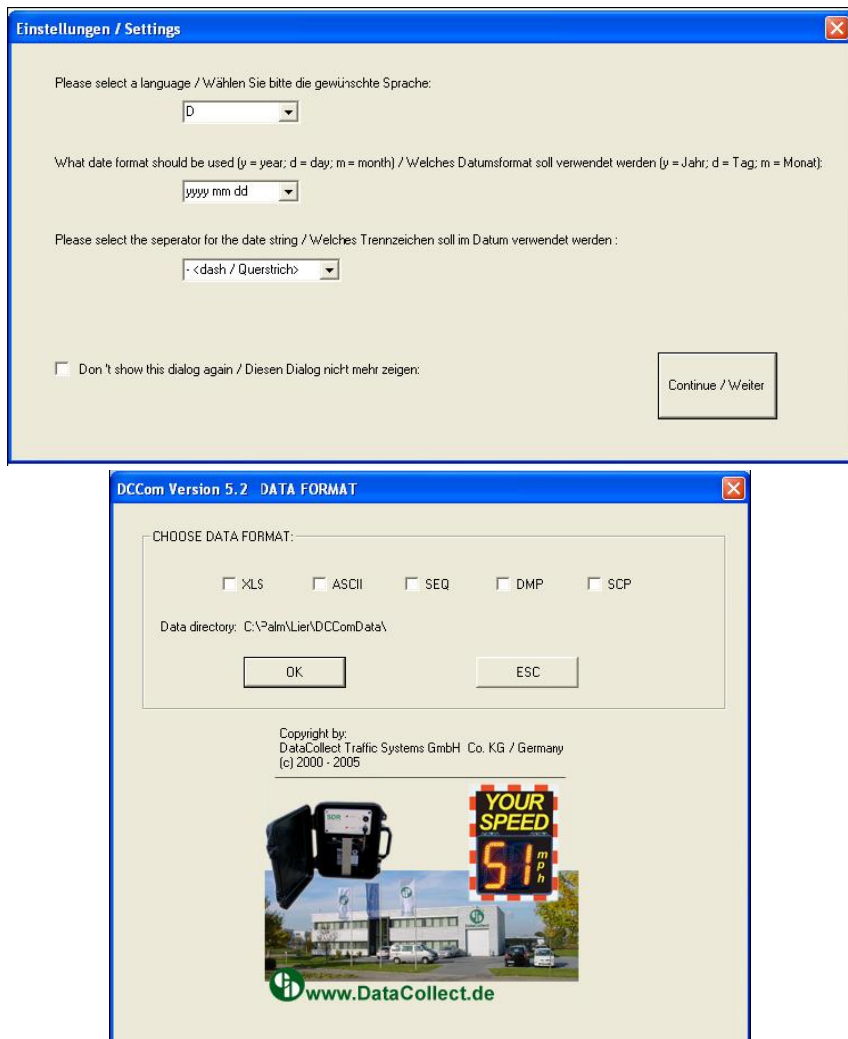 Einstellungen / Settings
Please select a language / Wählen Sie bitte die gewünschte Sprache:
D
What date format should be used (y = year; d = day; m = month) / Welches Datumsformat soll verwendet werden (y = Jahr; d = Tag; m = Monat):
yyyy mm dd
Please select the seperator for the date string / Welches Trennzeichen soll im Datum verwendet werden :
- <dash / Querstrich>
Don 't show this dialog again / Diesen Dialog nicht mehr zeigen:
Continue / Weiter
DCCom Version 5.2 DATA FORMAT
CHOOSE DATA FORMAT:
XLS ASCII SEQ DMP SCP
Data directory: C:\Palm\Lier\DCComData\
OK ESC
Copyright by:
DataCollect Traffic Systems GmbH Co. KG / Germany
(c) 2000 - 2005
YOUR
SPEED
51 mph
SDR
DataCollect
www.DataCollect.de